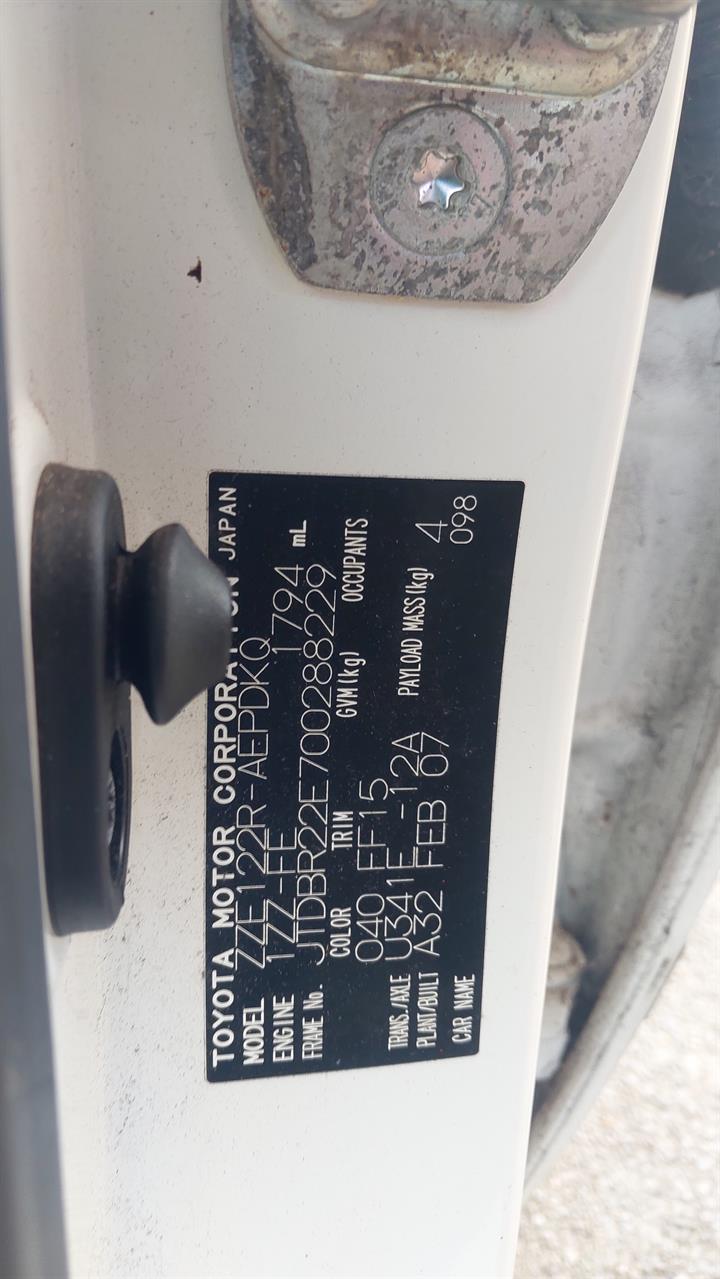 TOYOTA MOTOR CORPORATION JAPAN
MODEL ZZE122R-AEPDKQ
ENGINE 1ZZ-FE 1794 mL
FRAME No. JTDBR22E700288229
COLOR TRIM GVM(kg) OCCUPANTS
040 FF15
TRANS./AXLE U341E -12A PAYLOAD MASS(kg) 4
PLANT/BUILT A32 FEB 07 098
CAR NAME